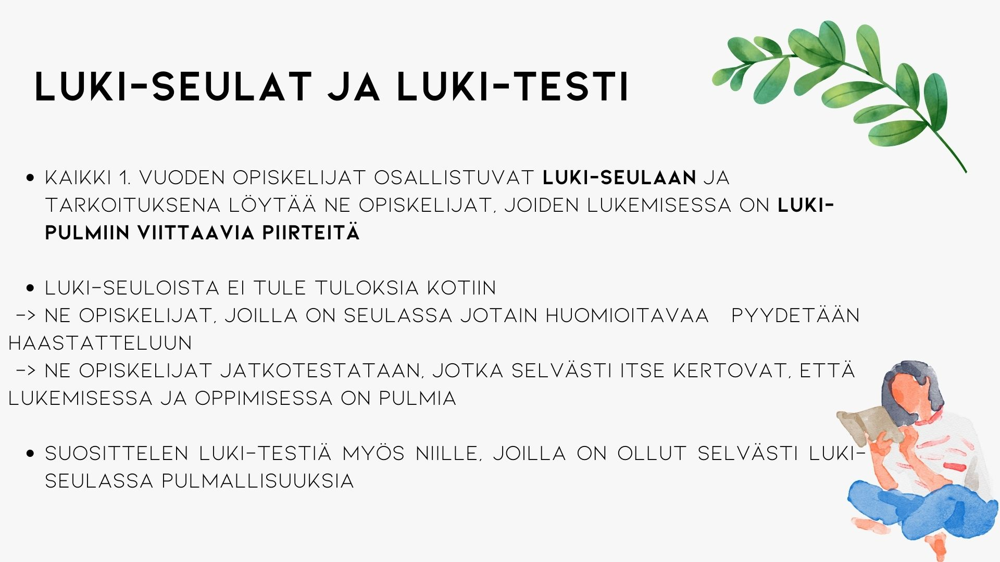 LUKI-SEULAT JA LUKI-TESTI
• KAIKKI 1. VUODEN OPISKELIJAT OSALLISTUVAT LUKI-SEULAAN JA
TARKOITUKSENA LÖYTÄÄ NE OPISKELIJAT, JOIDEN LUKEMISESSA ON LUKI-
PULMIIN VIITTAAVIA PIIRTEITÄ
• LUKI-SEULOISTA EI TULE TULOKSIA KOTIIN
-> NE OPISKELIJAT, JOILLA ON SEULASSA JOTAIN HUOMIOITAVAA PYYDETÄÄN
HAASTATTELUUN
-> NE OPISKELIJAT JATKOTESTATAAN, JOTKA SELVÄSTI ITSE KERTOVAT, ETTÄ
LUKEMISESSA JA OPPIMISESSA ON PULMIA
• SUOSITTELEN LUKI-TESTIÄ MYÖS NIILLE, JOILLA ON OLLUT SELVÄSTI LUKI-
SEULASSA PULMALLISUUKSIA